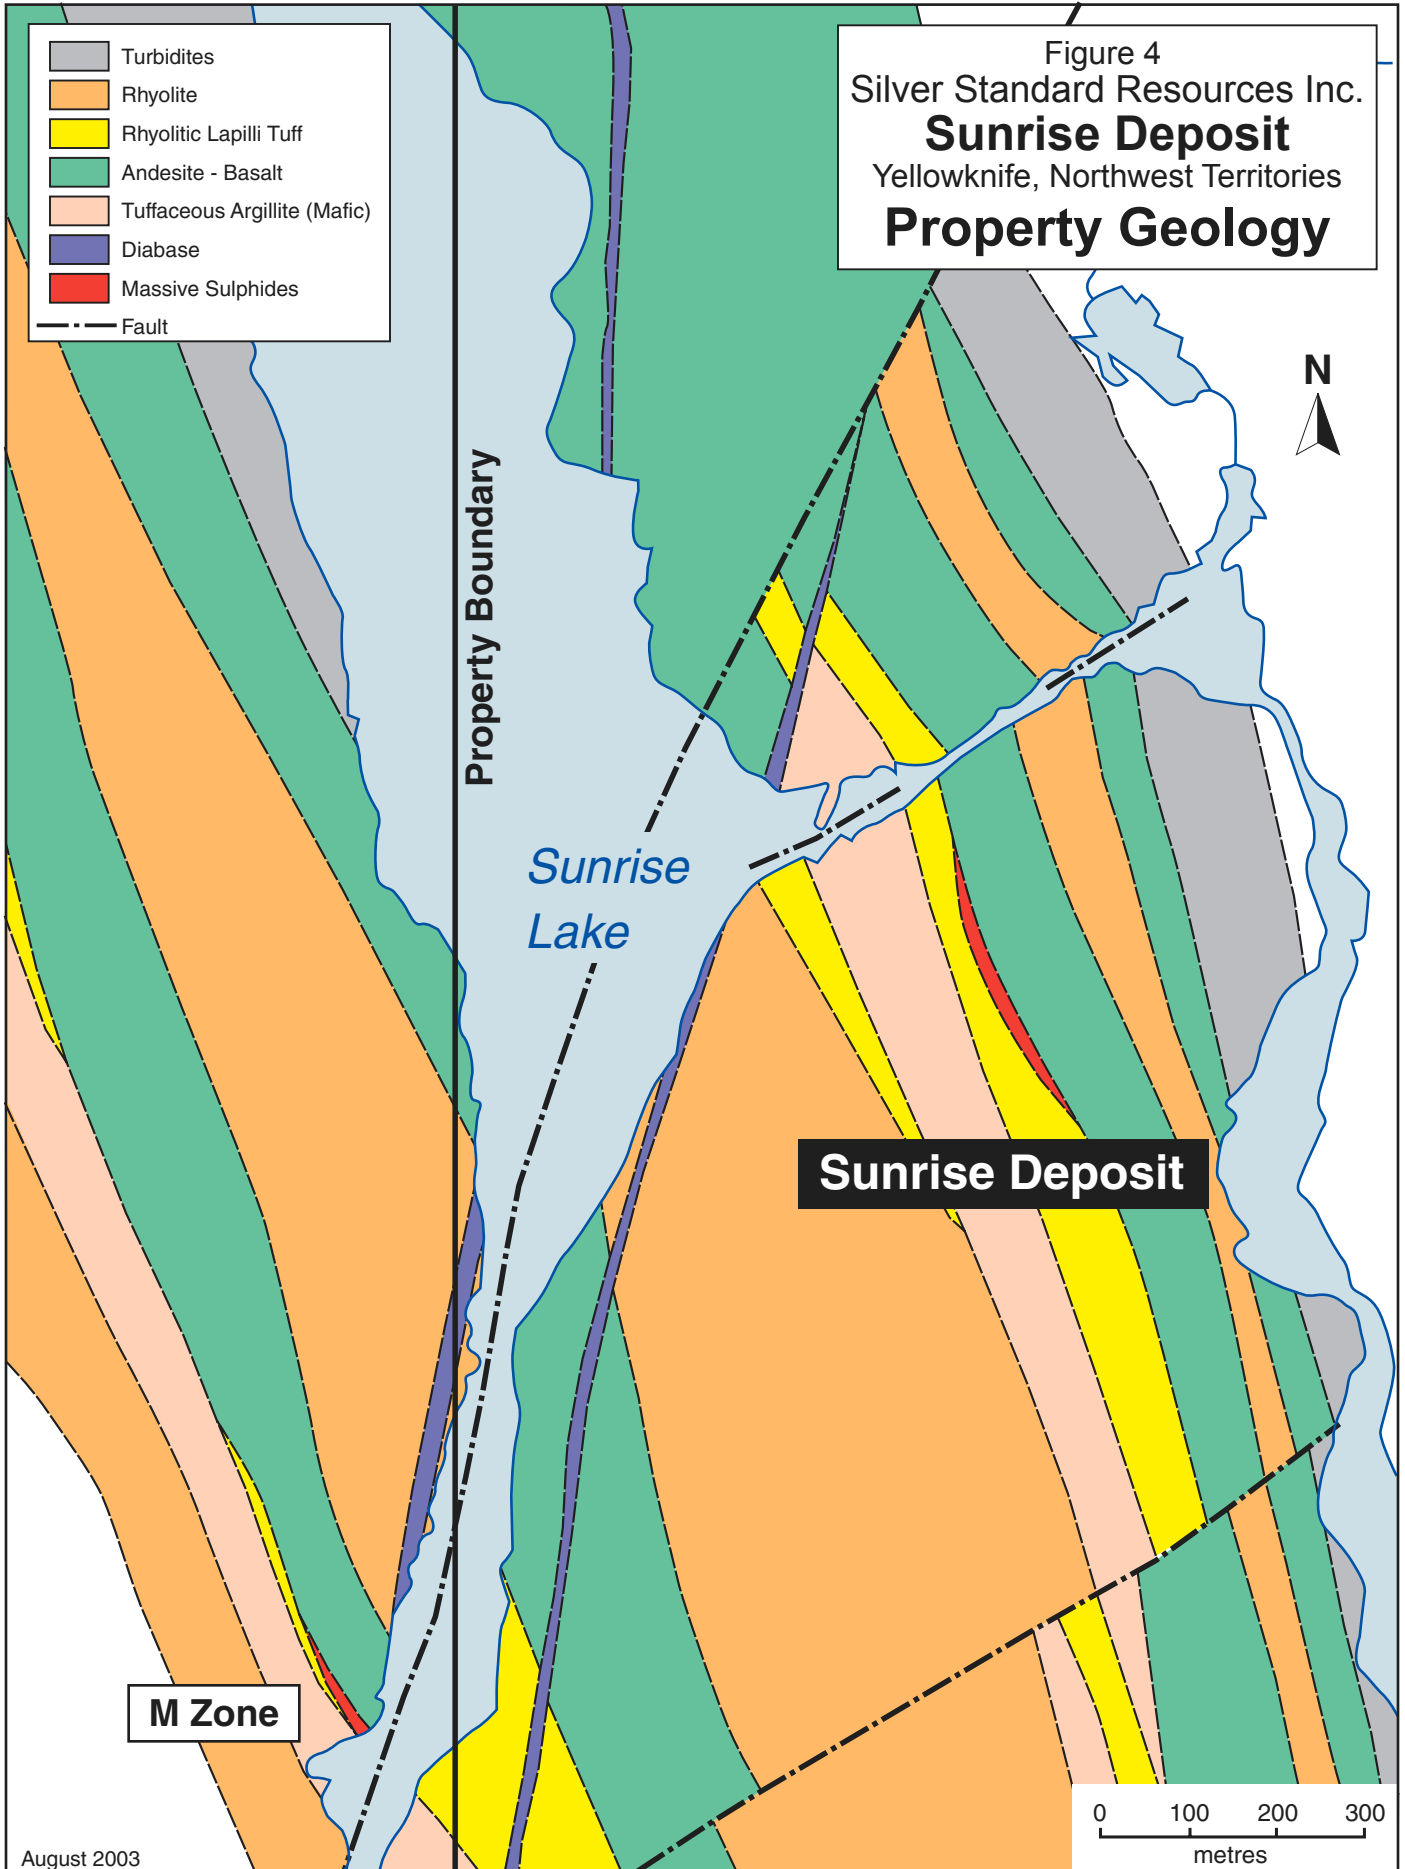 Turbidites
Rhyolite
Rhyolitic Lapilli Tuff
Andesite - Basalt
Tuffaceous Argillite (Mafic)
Diabase
Massive Sulphides
Fault
Figure 4
Silver Standard Resources Inc.
Sunrise Deposit
Yellowknife, Northwest Territories
Property Geology
N
Property Boundary
Sunrise
Lake
Sunrise Deposit
M Zone
0 100 200 300
metres
August 2003